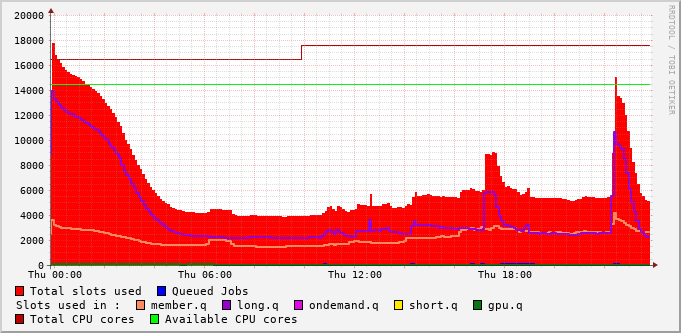 20000
18000
16000
14000
12000
10000
8000
6000
4000
2000
0
Thu 00:00 Thu 06:00 Thu 12:00 Thu 18:00
RRDTOOL / TOBI OETIKER
Total slots used Queued Jobs
Slots used in : member.q long.q ondemand.q short.q gpu.q
Total CPU cores Available CPU cores